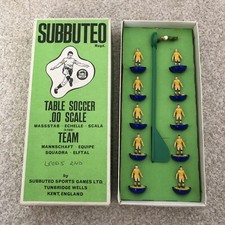 SUBBUTEO
Regd.
TABLE SOCCER
.00 SCALE
MASSSTAB - ECHELLE - SCALA
TEAM
MANNSCHAFT - EQUIPE
SQUADRA - ELFTAL
by
SUBBUTEO SPORTS GAMES LTD.
TUNBRIDGE WELLS
KENT, ENGLAND